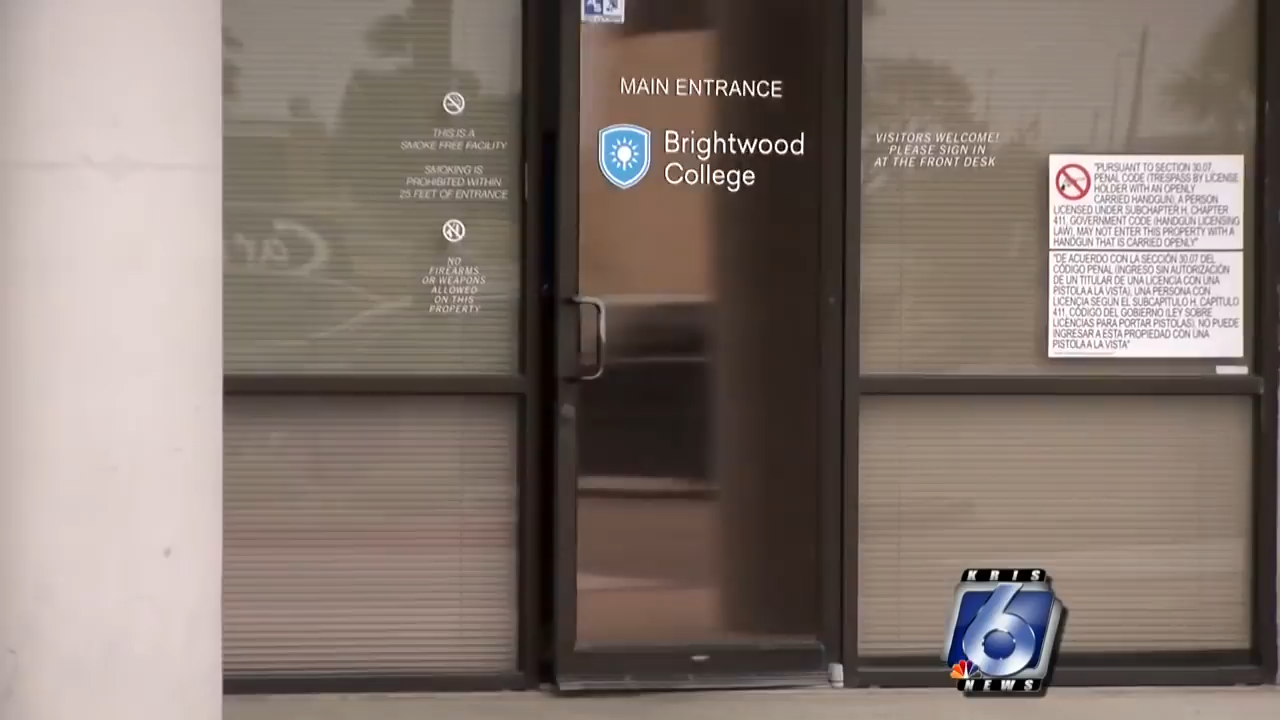 MAIN ENTRANCE
Brightwood
College
THIS IS A
SMOKE FREE FACILITY
SMOKING IS
PROHIBITED WITHIN
25 FEET OF ENTRANCE
NO
FIREARMS
OR WEAPONS
ALLOWED
ON THIS
PROPERTY
VISITORS WELCOME!
PLEASE SIGN IN
AT THE FRONT DESK
"PURSUANT TO SECTION 30.07,
PENAL CODE (TRESPASS BY LICENSE
HOLDER WITH AN OPENLY
CARRIED HANDGUN), A PERSON
LICENSED UNDER SUBCHAPTER H, CHAPTER
411, GOVERNMENT CODE (HANDGUN LICENSING
LAW), MAY NOT ENTER THIS PROPERTY WITH A
HANDGUN THAT IS CARRIED OPENLY"
"DE ACUERDO CON LA SECCIÓN 30.07 DEL
CÓDIGO PENAL (INGRESO SIN AUTORIZACIÓN
DE UN TITULAR DE UNA LICENCIA CON UNA
PISTOLA A LA VISTA), UNA PERSONA CON
LICENCIA SEGÚN EL SUBCAPÍTULO H, CAPÍTULO
411, CÓDIGO DEL GOBIERNO (LEY SOBRE
LICENCIAS PARA PORTAR PISTOLAS), NO PUEDE
INGRESAR A ESTA PROPIEDAD CON UNA
PISTOLA A LA VISTA"
KRIS
6
NEWS